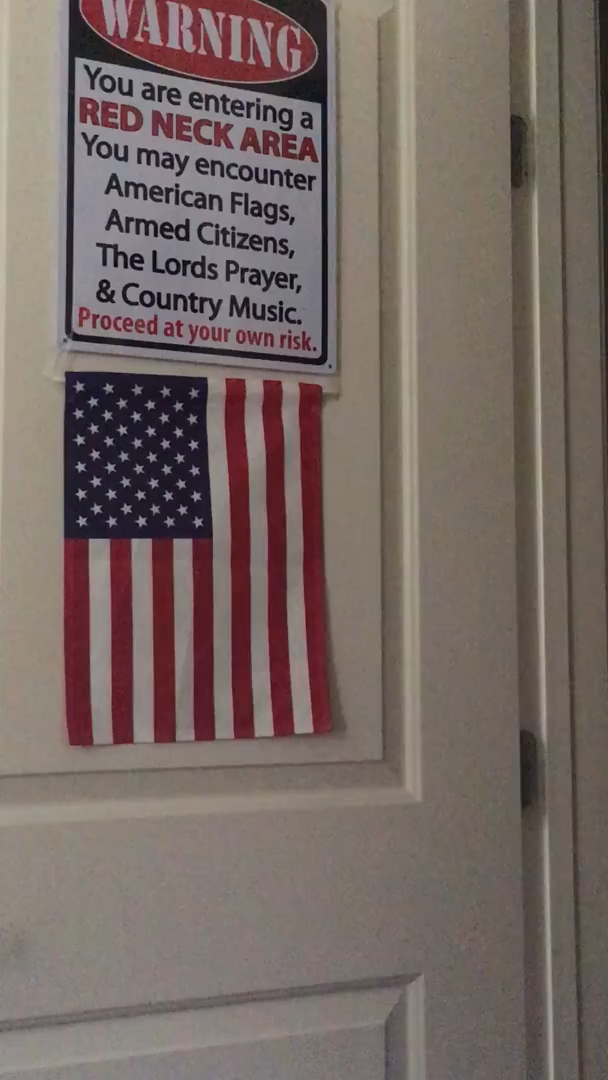 WARNING
You are entering a
RED NECK AREA
You may encounter
American Flags,
Armed Citizens,
The Lords Prayer,
& Country Music.
Proceed at your own risk.